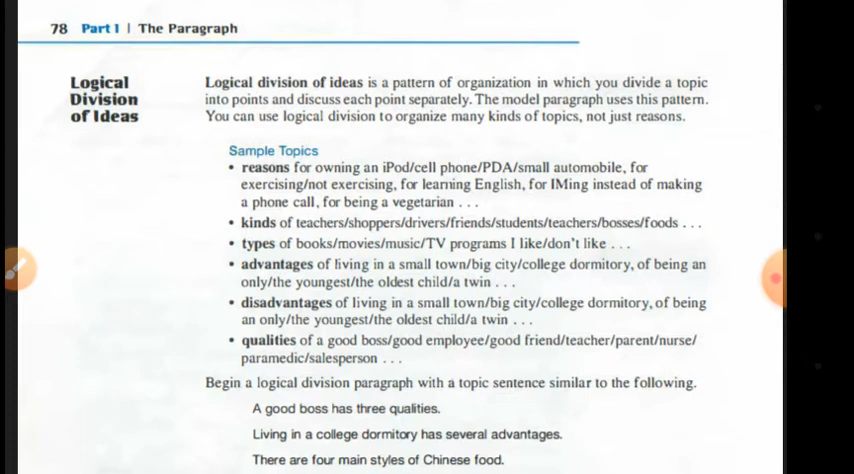 78 Part 1 | The Paragraph
Logical
Division
of Ideas
Logical division of ideas is a pattern of organization in which you divide a topic
into points and discuss each point separately. The model paragraph uses this pattern.
You can use logical division to organize many kinds of topics, not just reasons.
Sample Topics
• reasons for owning an iPod/cell phone/PDA/small automobile, for
exercising/not exercising, for learning English, for IMing instead of making
a phone call, for being a vegetarian . . .
• kinds of teachers/shoppers/drivers/friends/students/teachers/bosses/foods . . .
• types of books/movies/music/TV programs I like/don't like . . .
• advantages of living in a small town/big city/college dormitory, of being an
only/the youngest/the oldest child/a twin . . .
• disadvantages of living in a small town/big city/college dormitory, of being
an only/the youngest/the oldest child/a twin . . .
• qualities of a good boss/good employee/good friend/teacher/parent/nurse/
paramedic/salesperson . . .
Begin a logical division paragraph with a topic sentence similar to the following.
A good boss has three qualities.
Living in a college dormitory has several advantages.
There are four main styles of Chinese food.